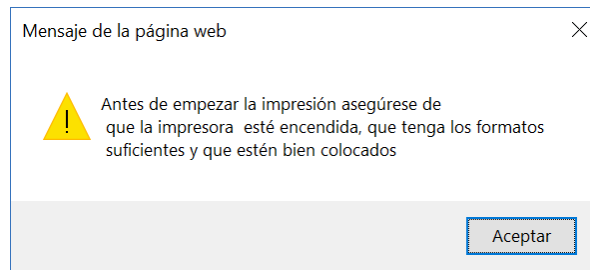 Mensaje de la página web
Antes de empezar la impresión asegúrese de
que la impresora  esté encendida, que tenga los formatos
suficientes y que estén bien colocados
Aceptar